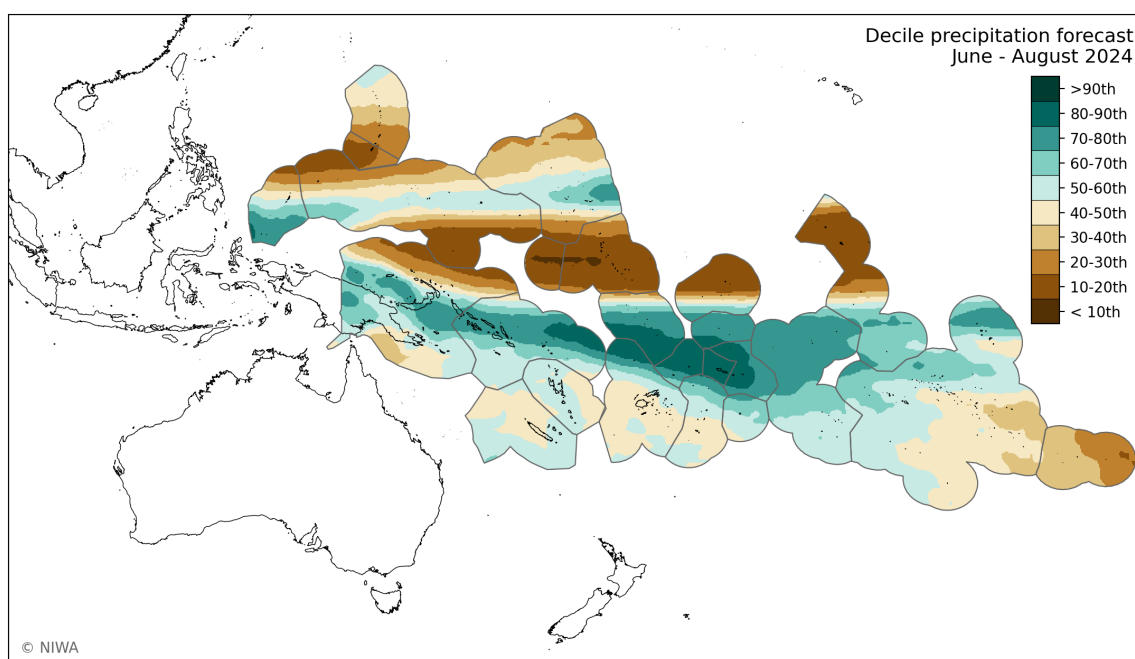 Decile precipitation forecast
June - August 2024
>90th
80-90th
70-80th
60-70th
50-60th
40-50th
30-40th
20-30th
10-20th
< 10th
© NIWA